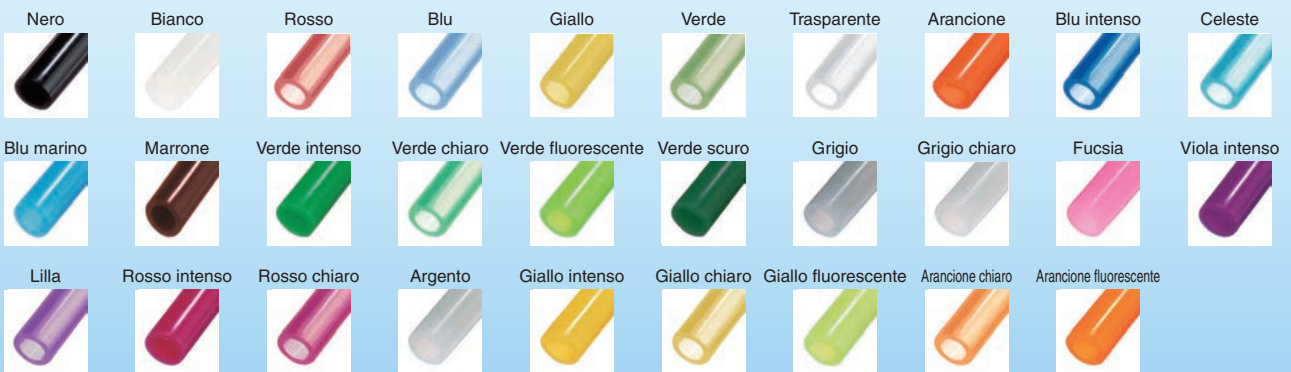 Nero Bianco Rosso Blu Giallo Verde Trasparente Arancione Blu intenso Celeste
Blu marino Marrone Verde intenso Verde chiaro Verde fluorescente Verde scuro Grigio Grigio chiaro Fucsia Viola intenso
Lilla Rosso intenso Rosso chiaro Argento Giallo intenso Giallo chiaro Giallo fluorescente Arancione chiaro Arancione fluorescente